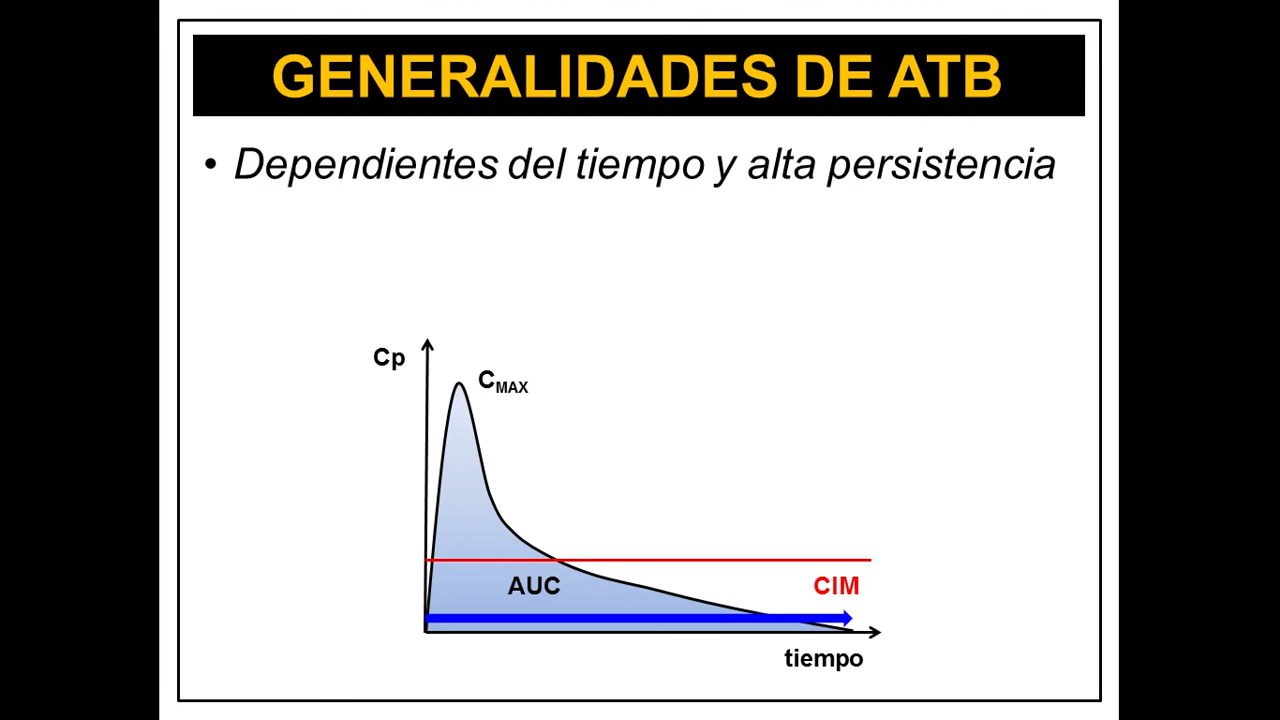 GENERALIDADES DE ATB
• Dependientes del tiempo y alta persistencia
Cp
CMAX
AUC
CIM
tiempo